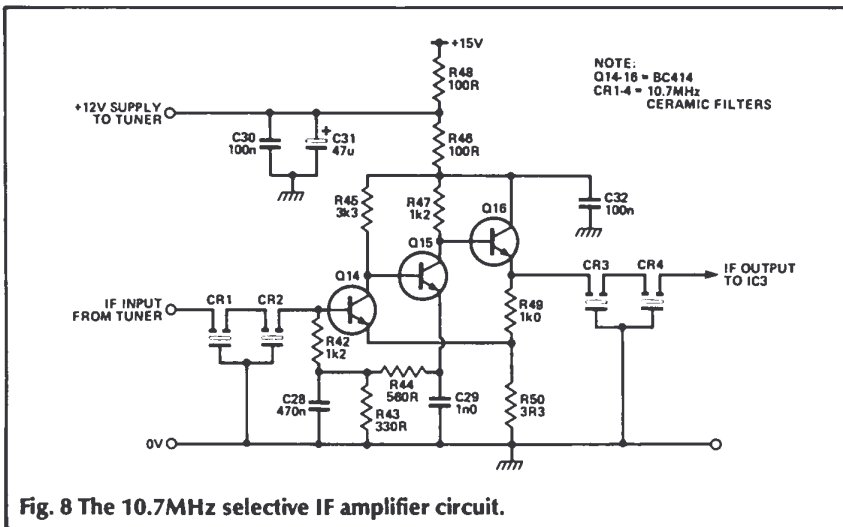 +15V
R48
100R
NOTE:
Q14-16 = BC414
CR1-4 = 10.7MHz
CERAMIC FILTERS
+12V SUPPLY
TO TUNER
C30
100n
+
C31
47u
R46
100R
R45
3k3
R47
1k2
Q16
C32
100n
Q15
Q14
CR3
CR4
IF OUTPUT
TO IC3
IF INPUT
FROM TUNER
CR1
CR2
R49
1k0
R42
1k2
R44
560R
C28
470n
R43
330R
C29
1n0
R50
3R3
0V
Fig. 8 The 10.7MHz selective IF amplifier circuit.